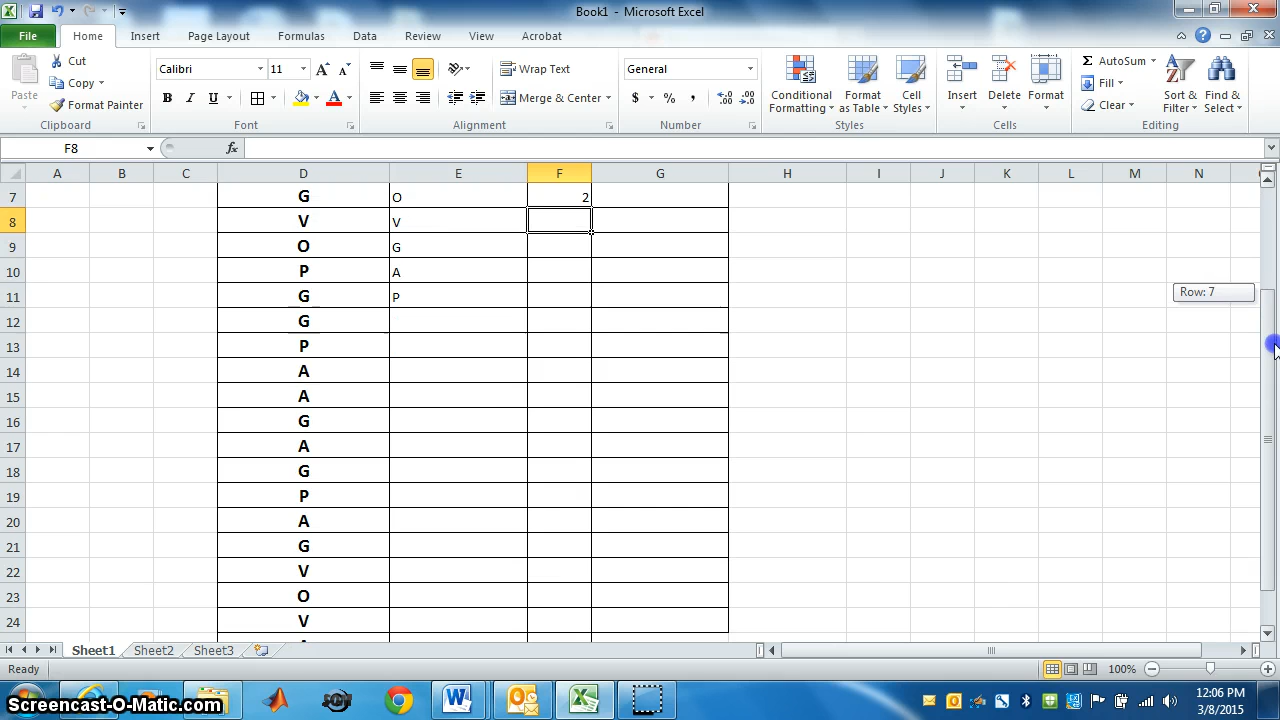 Book1 - Microsoft Excel
File Home Insert Page Layout Formulas Data Review View Acrobat
Paste Cut Copy Format Painter
Calibri 11 A A
B I U A
Wrap Text
Merge & Center
General
$ % , .00 .0
Conditional Formatting Format as Table Cell Styles
Insert Delete Format
Σ AutoSum Fill Clear
Sort & Filter Find & Select
Clipboard Font Alignment Number Styles Cells Editing
F8 fx
A B C D E F G H I J K L M N
7 G O 2
8 V V
9 O G
10 P A
11 G P Row: 7
12 G
13 P
14 A
15 A
16 G
17 A
18 G
19 P
20 A
21 G
22 V
23 O
24 V
Sheet1 Sheet2 Sheet3
Ready 100%
Screencast-O-Matic.com
12:06 PM
3/8/2015